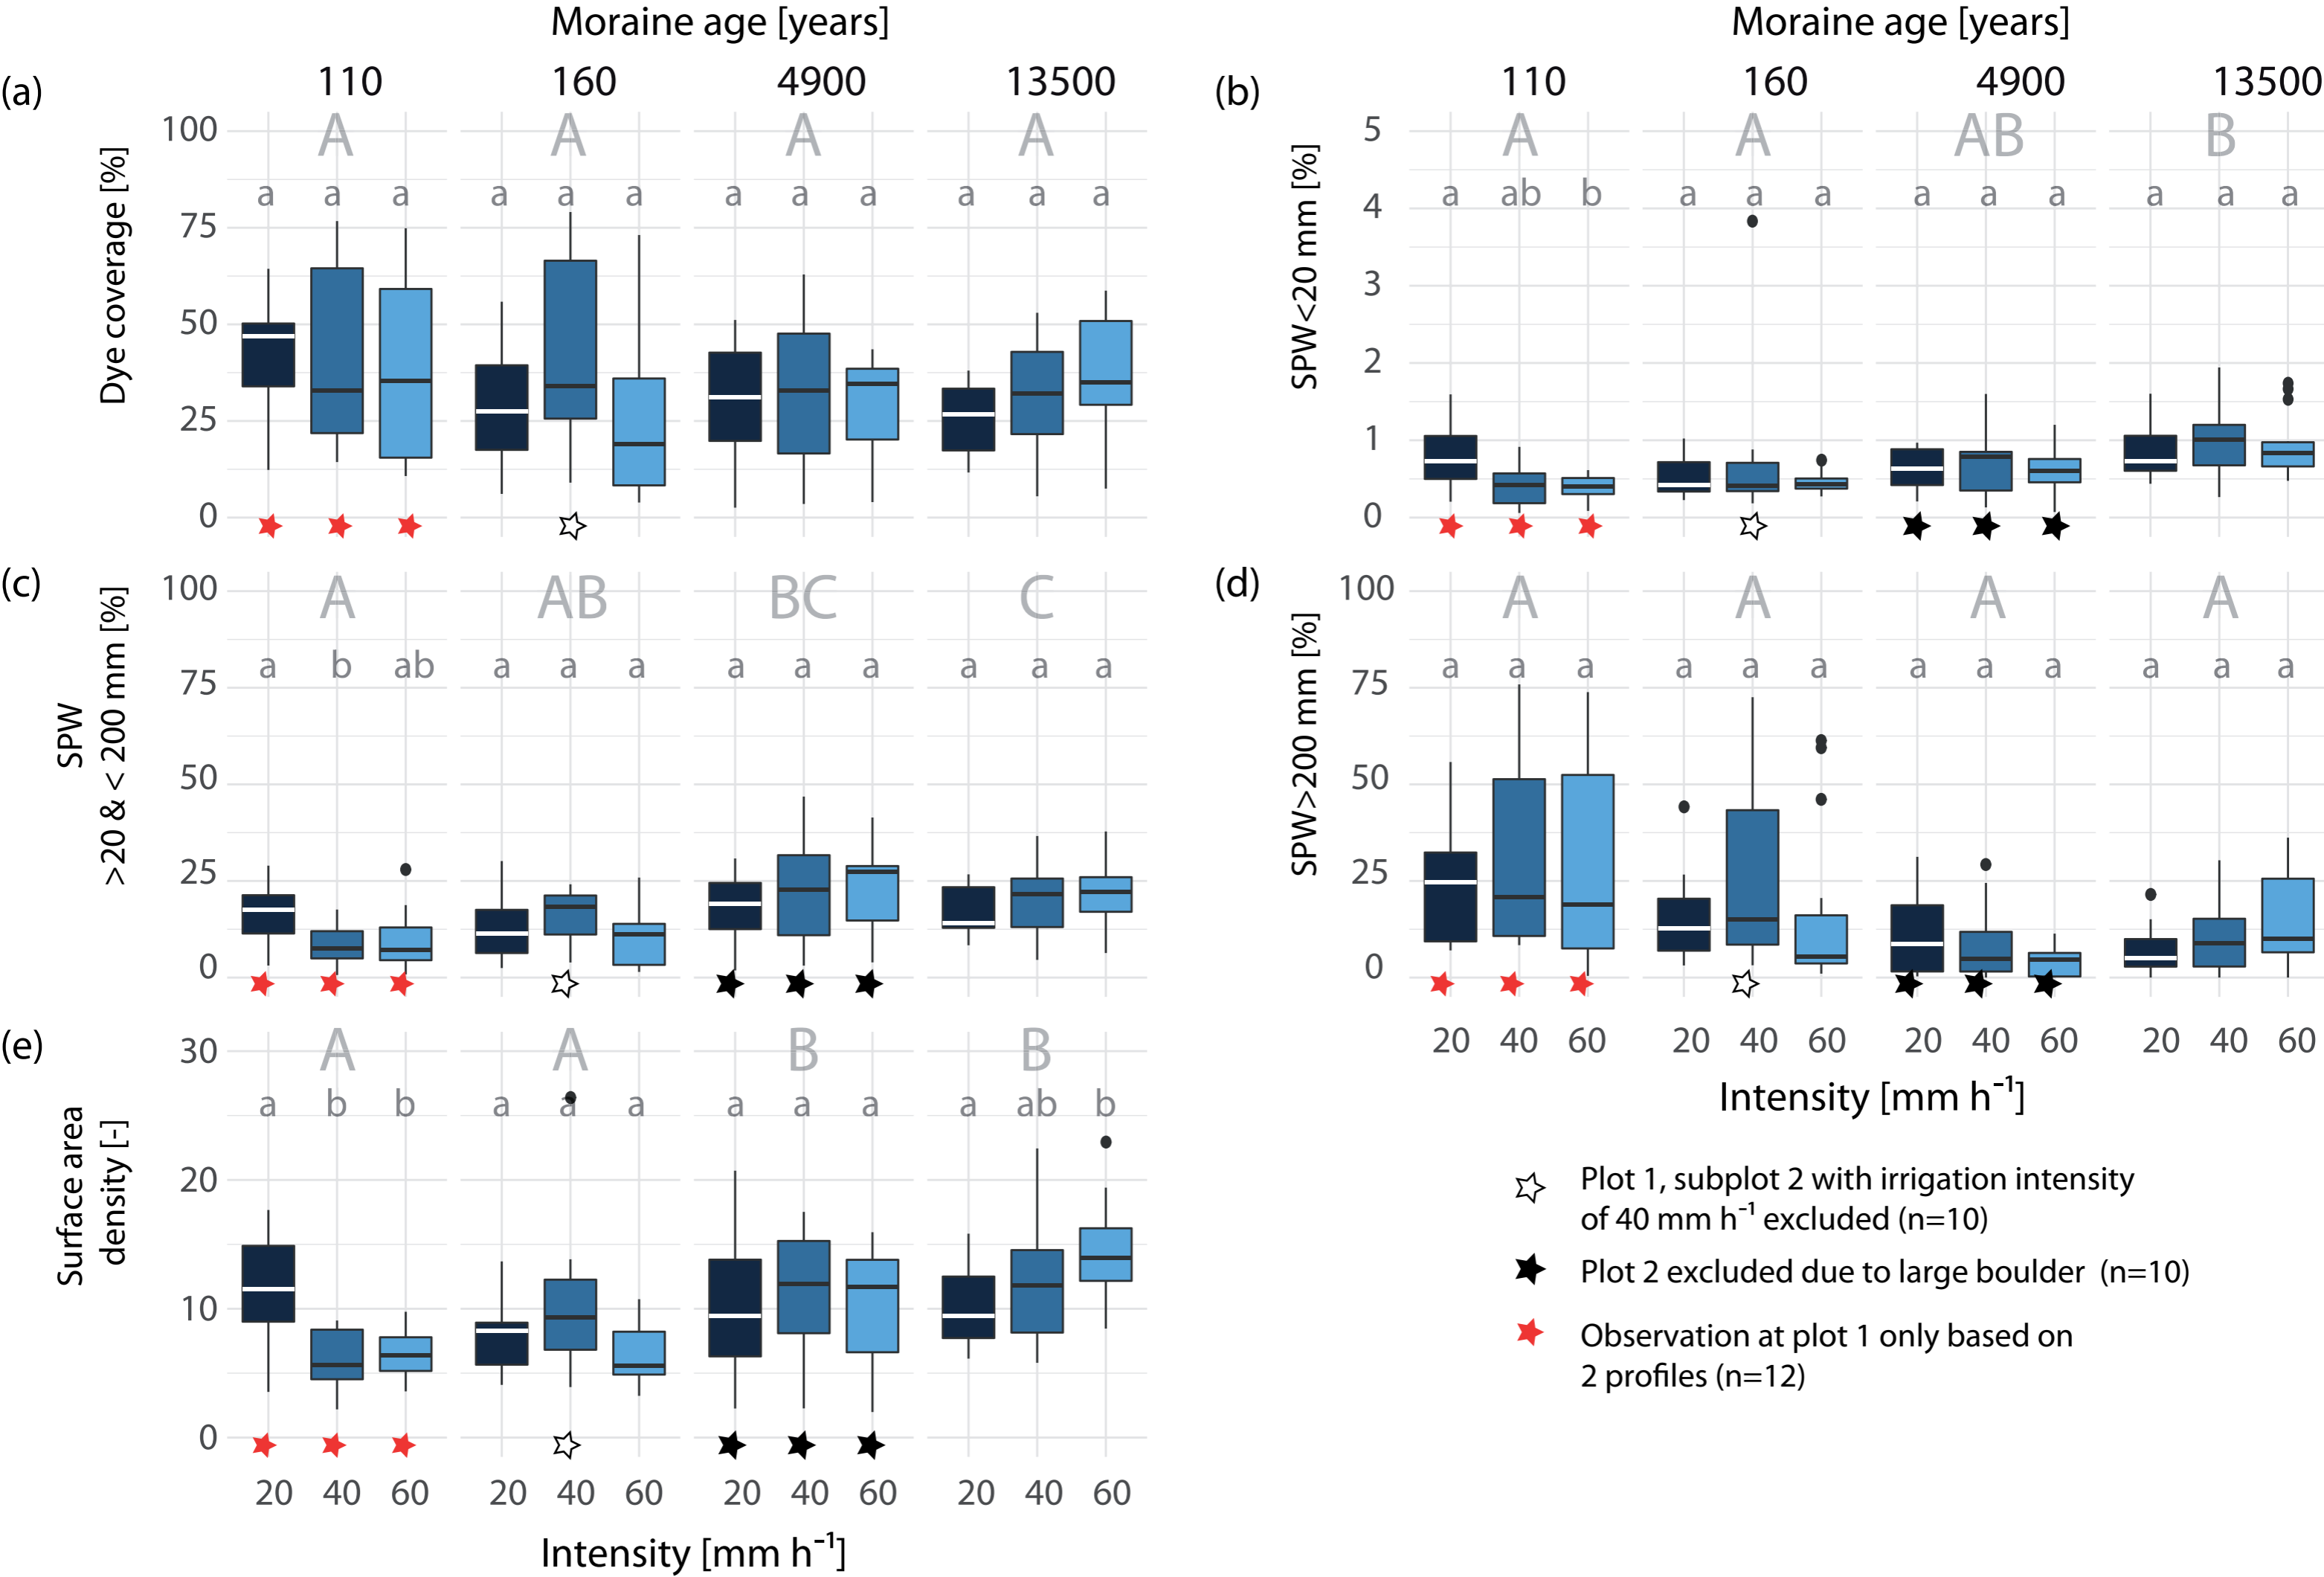 Moraine age [years]
110 160 4900 13500
(a)
Dye coverage [%]
100
75
50
25
0
A A A A
a a a a a a a a a a a a
Moraine age [years]
110 160 4900 13500
(b)
SPW<20 mm [%]
5
4
3
2
1
0
A A AB B
a ab b a a a a a a a a a
(c)
SPW
>20 & < 200 mm [%]
100
75
50
25
0
A AB BC C
a b ab a a a a a a a a a
(d)
SPW>200 mm [%]
100
75
50
25
0
A A A A
a a a a a a a a a a a a
20 40 60 20 40 60 20 40 60 20 40 60
Intensity [mm h⁻¹]
(e)
Surface area
density [-]
30
20
10
0
A A B B
a b b a a a a a a a ab b
20 40 60 20 40 60 20 40 60 20 40 60
Intensity [mm h⁻¹]
Plot 1, subplot 2 with irrigation intensity
of 40 mm h⁻¹ excluded (n=10)
Plot 2 excluded due to large boulder (n=10)
Observation at plot 1 only based on
2 profiles (n=12)